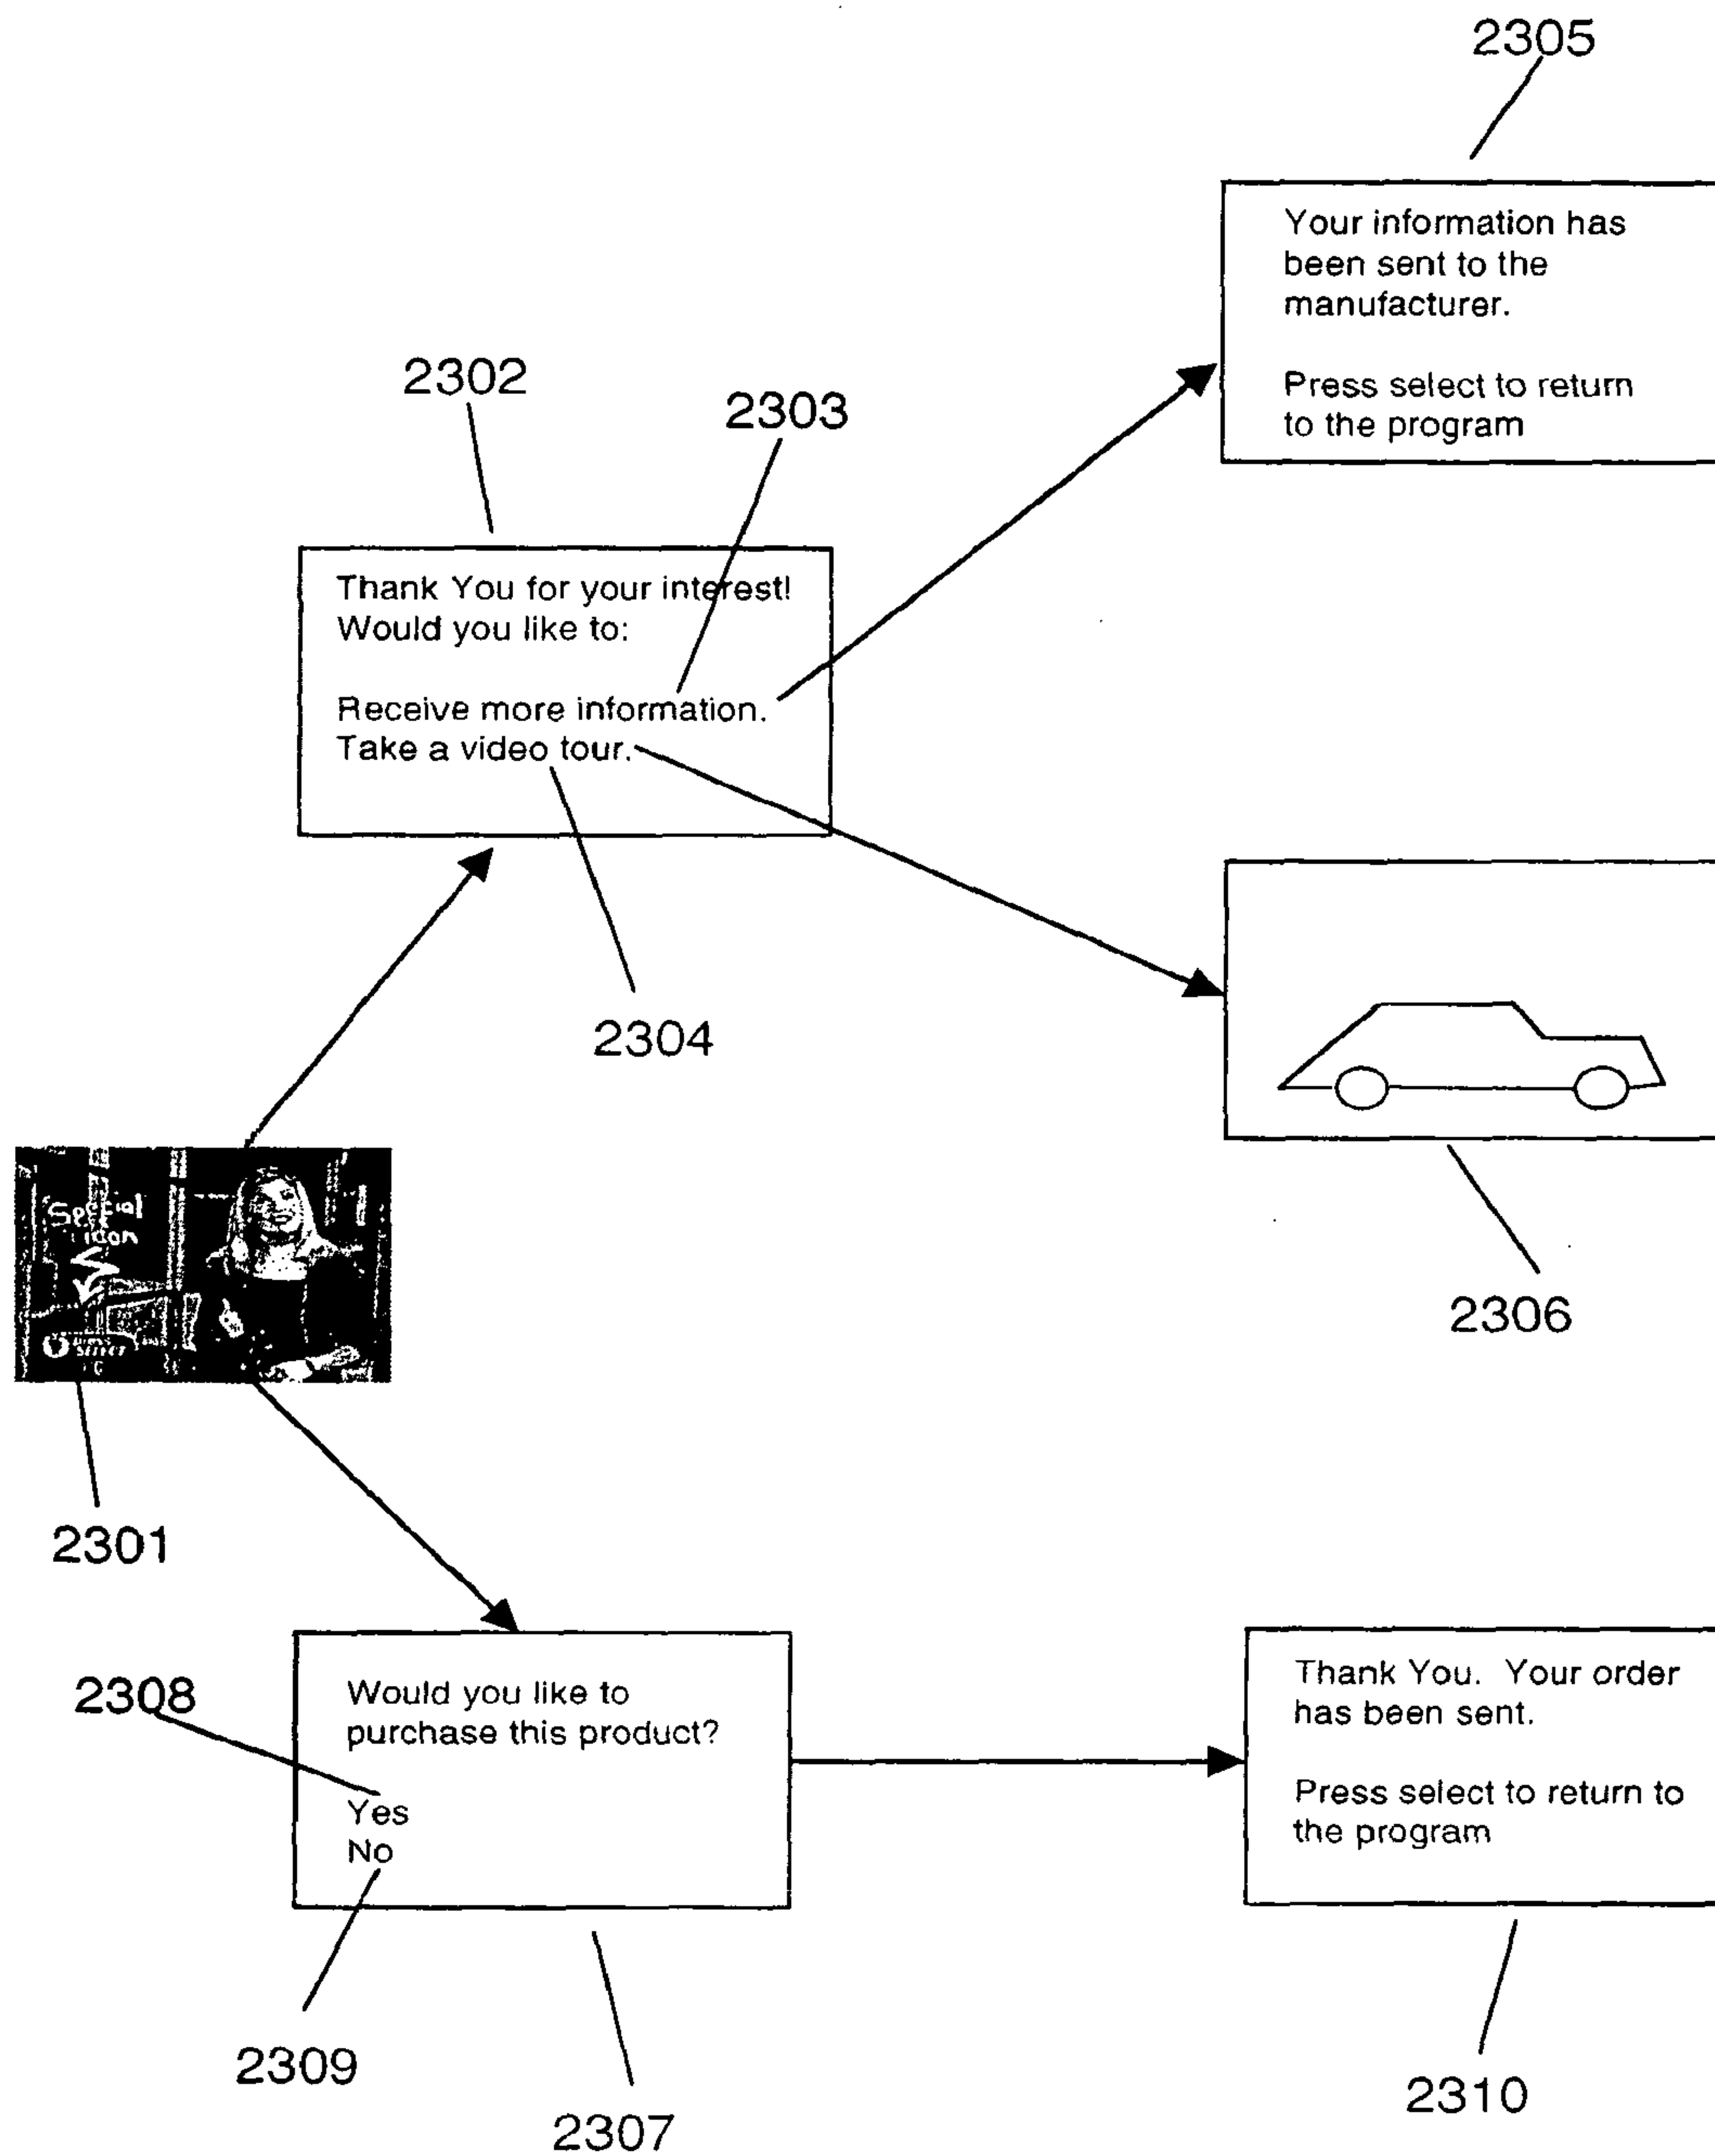 2305
Your information has
been sent to the
manufacturer.
Press select to return
to the program
2302
2303
Thank You for your interest!
Would you like to:
Receive more information.
Take a video tour.
2304
2306
Special
icon
SELECT
2301
2308
Would you like to
purchase this product?
Yes
No
2309
2307
Thank You. Your order
has been sent.
Press select to return to
the program
2310